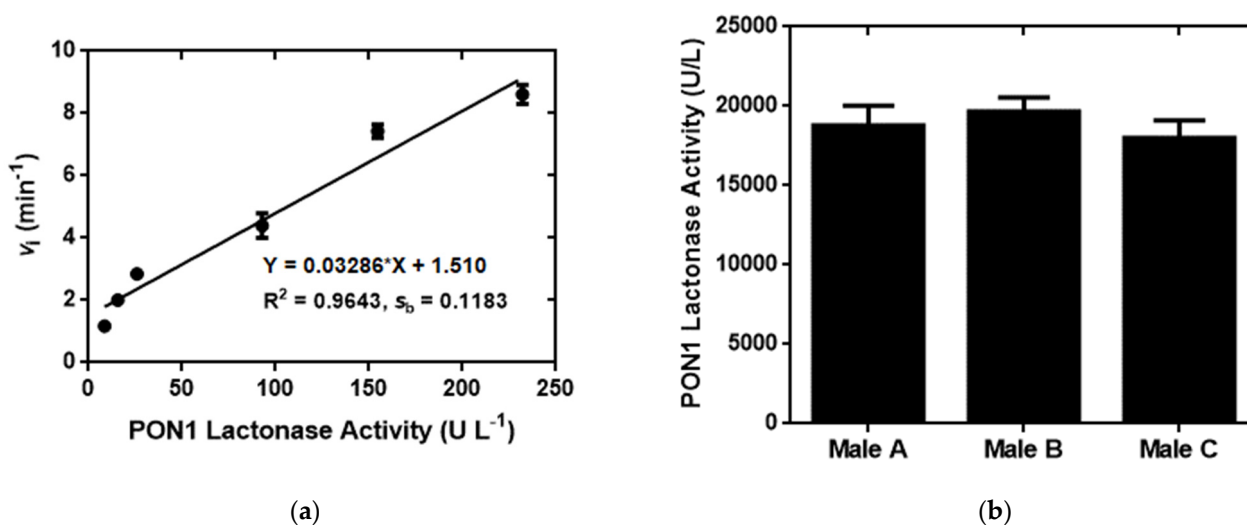 10
8
6
4
2
0
vi (min-1)
Y = 0.03286*X + 1.510
R2 = 0.9643, sb = 0.1183
0 50 100 150 200 250
PON1 Lactonase Activity (U L-1)
(a)
25000
20000
15000
10000
5000
0
PON1 Lactonase Activity (U/L)
Male A Male B Male C
(b)